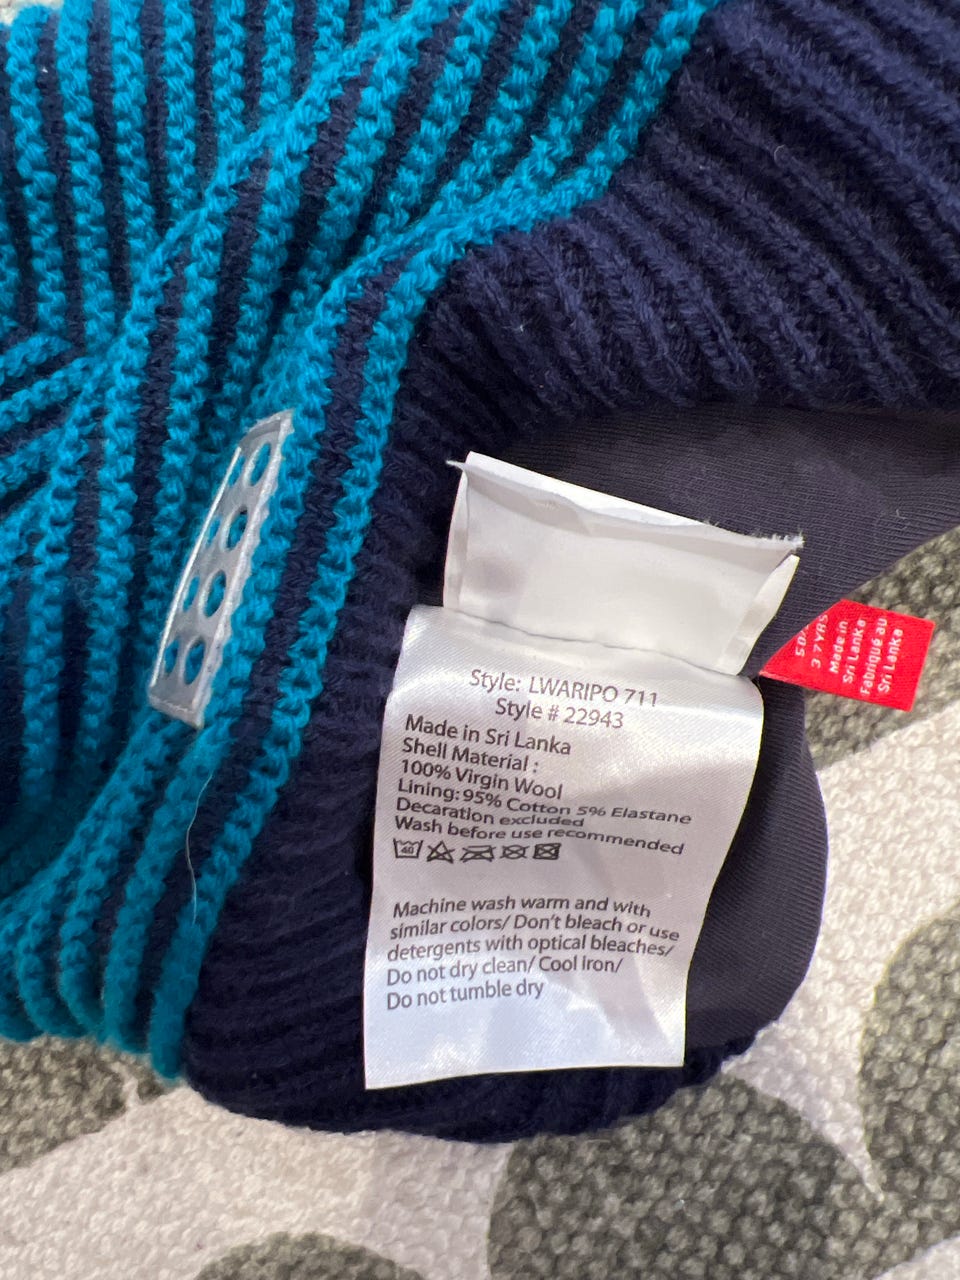 Style: LWARIPO 711
Style # 22943
Made in Sri Lanka
Shell Material :
100% Virgin Wool
Lining: 95% Cotton 5% Elastane
Decaration excluded
Wash before use recommended
40
Machine wash warm and with
similar colors/ Don't bleach or use
detergents with optical bleaches/
Do not dry clean/ Cool Iron/
Do not tumble dry
3-7YRS
Made in
Sri Lanka
Fabriqué au
Sri Lanka